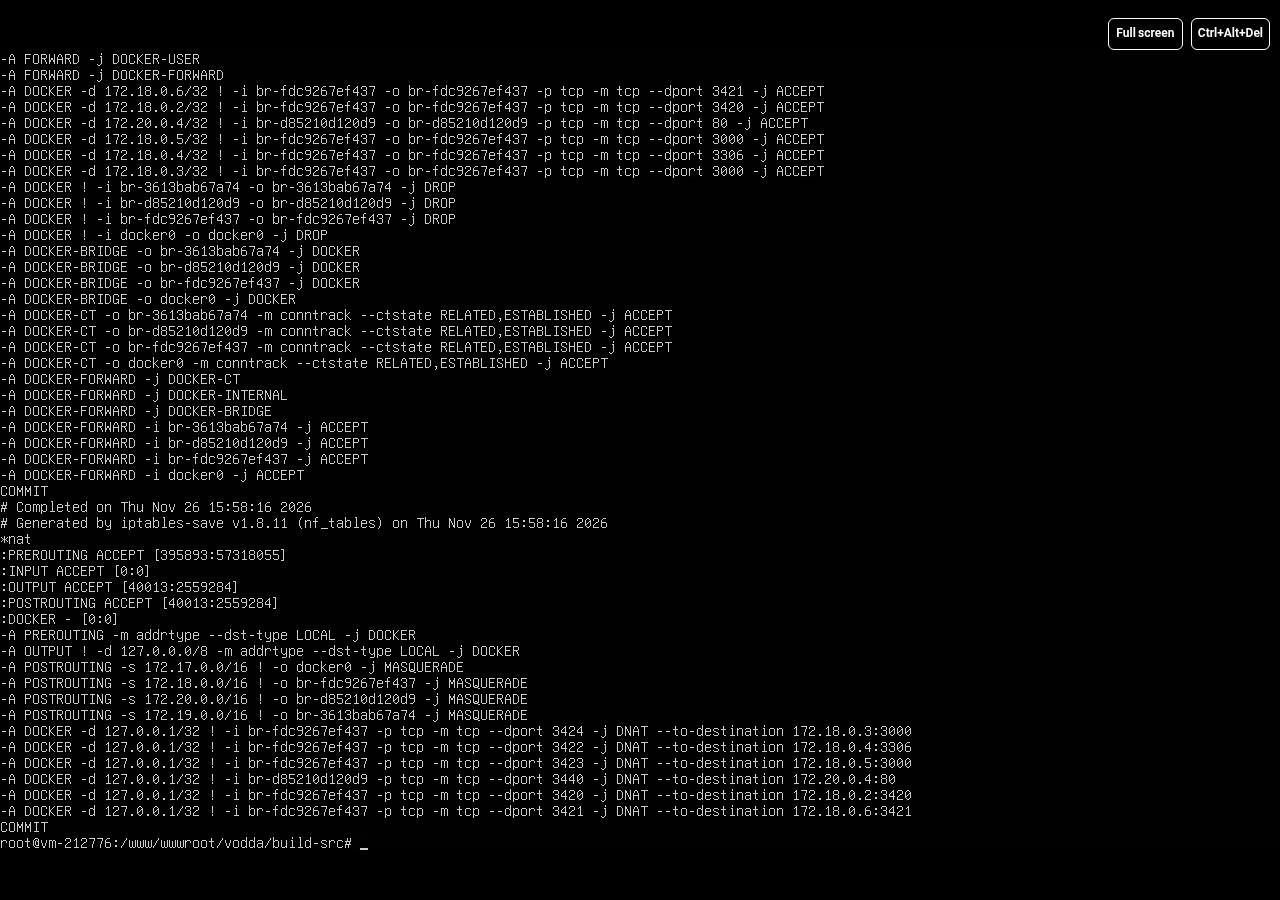 Full screen
Ctrl+Alt+Del
-A FORWARD -j DOCKER-USER
-A FORWARD -j DOCKER-FORWARD
-A DOCKER -d 172.18.0.6/32 ! -i br-fdc9267ef437 -o br-fdc9267ef437 -p tcp -m tcp --dport 3421 -j ACCEPT
-A DOCKER -d 172.18.0.2/32 ! -i br-fdc9267ef437 -o br-fdc9267ef437 -p tcp -m tcp --dport 3420 -j ACCEPT
-A DOCKER -d 172.20.0.4/32 ! -i br-d85210d120d9 -o br-d85210d120d9 -p tcp -m tcp --dport 80 -j ACCEPT
-A DOCKER -d 172.18.0.5/32 ! -i br-fdc9267ef437 -o br-fdc9267ef437 -p tcp -m tcp --dport 3000 -j ACCEPT
-A DOCKER -d 172.18.0.4/32 ! -i br-fdc9267ef437 -o br-fdc9267ef437 -p tcp -m tcp --dport 3306 -j ACCEPT
-A DOCKER -d 172.18.0.3/32 ! -i br-fdc9267ef437 -o br-fdc9267ef437 -p tcp -m tcp --dport 3000 -j ACCEPT
-A DOCKER ! -i br-3613bab67a74 -o br-3613bab67a74 -j DROP
-A DOCKER ! -i br-d85210d120d9 -o br-d85210d120d9 -j DROP
-A DOCKER ! -i br-fdc9267ef437 -o br-fdc9267ef437 -j DROP
-A DOCKER ! -i docker0 -o docker0 -j DROP
-A DOCKER-BRIDGE -o br-3613bab67a74 -j DOCKER
-A DOCKER-BRIDGE -o br-d85210d120d9 -j DOCKER
-A DOCKER-BRIDGE -o br-fdc9267ef437 -j DOCKER
-A DOCKER-BRIDGE -o docker0 -j DOCKER
-A DOCKER-CT -o br-3613bab67a74 -m conntrack --ctstate RELATED,ESTABLISHED -j ACCEPT
-A DOCKER-CT -o br-d85210d120d9 -m conntrack --ctstate RELATED,ESTABLISHED -j ACCEPT
-A DOCKER-CT -o br-fdc9267ef437 -m conntrack --ctstate RELATED,ESTABLISHED -j ACCEPT
-A DOCKER-CT -o docker0 -m conntrack --ctstate RELATED,ESTABLISHED -j ACCEPT
-A DOCKER-FORWARD -j DOCKER-CT
-A DOCKER-FORWARD -j DOCKER-INTERNAL
-A DOCKER-FORWARD -j DOCKER-BRIDGE
-A DOCKER-FORWARD -i br-3613bab67a74 -j ACCEPT
-A DOCKER-FORWARD -i br-d85210d120d9 -j ACCEPT
-A DOCKER-FORWARD -i br-fdc9267ef437 -j ACCEPT
-A DOCKER-FORWARD -i docker0 -j ACCEPT
COMMIT
# Completed on Thu Nov 26 15:58:16 2026
# Generated by iptables-save v1.8.11 (nf_tables) on Thu Nov 26 15:58:16 2026
*nat
:PREROUTING ACCEPT [395893:57318055]
:INPUT ACCEPT [0:0]
:OUTPUT ACCEPT [40013:2559284]
:POSTROUTING ACCEPT [40013:2559284]
:DOCKER - [0:0]
-A PREROUTING -m addrtype --dst-type LOCAL -j DOCKER
-A OUTPUT ! -d 127.0.0.0/8 -m addrtype --dst-type LOCAL -j DOCKER
-A POSTROUTING -s 172.17.0.0/16 ! -o docker0 -j MASQUERADE
-A POSTROUTING -s 172.18.0.0/16 ! -o br-fdc9267ef437 -j MASQUERADE
-A POSTROUTING -s 172.20.0.0/16 ! -o br-d85210d120d9 -j MASQUERADE
-A POSTROUTING -s 172.19.0.0/16 ! -o br-3613bab67a74 -j MASQUERADE
-A DOCKER -d 127.0.0.1/32 ! -i br-fdc9267ef437 -p tcp -m tcp --dport 3424 -j DNAT --to-destination 172.18.0.3:3000
-A DOCKER -d 127.0.0.1/32 ! -i br-fdc9267ef437 -p tcp -m tcp --dport 3422 -j DNAT --to-destination 172.18.0.4:3306
-A DOCKER -d 127.0.0.1/32 ! -i br-fdc9267ef437 -p tcp -m tcp --dport 3423 -j DNAT --to-destination 172.18.0.5:3000
-A DOCKER -d 127.0.0.1/32 ! -i br-d85210d120d9 -p tcp -m tcp --dport 3440 -j DNAT --to-destination 172.20.0.4:80
-A DOCKER -d 127.0.0.1/32 ! -i br-fdc9267ef437 -p tcp -m tcp --dport 3420 -j DNAT --to-destination 172.18.0.2:3420
-A DOCKER -d 127.0.0.1/32 ! -i br-fdc9267ef437 -p tcp -m tcp --dport 3421 -j DNAT --to-destination 172.18.0.6:3421
COMMIT
root@vm-212776:/www/wwwroot/vodda/build-src# _